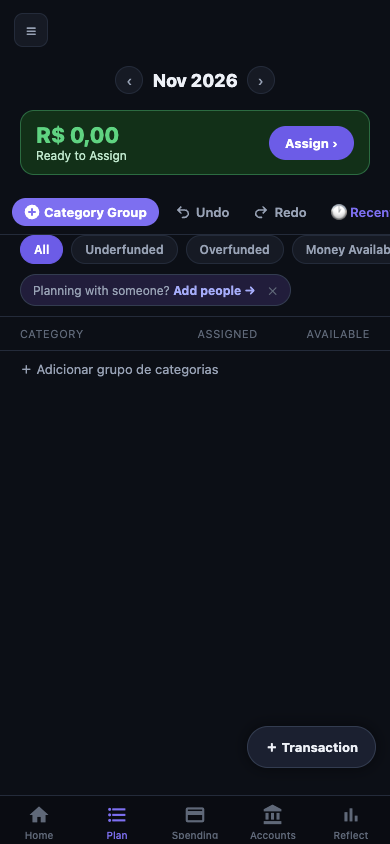 Nov 2026
R$ 0,00
Ready to Assign
Assign ›
Category Group
Undo
Redo
Recen
All
Underfunded
Overfunded
Money Availab
Planning with someone? Add people →
CATEGORY
ASSIGNED
AVAILABLE
+ Adicionar grupo de categorias
+ Transaction
Home
Plan
Spending
Accounts
Reflect